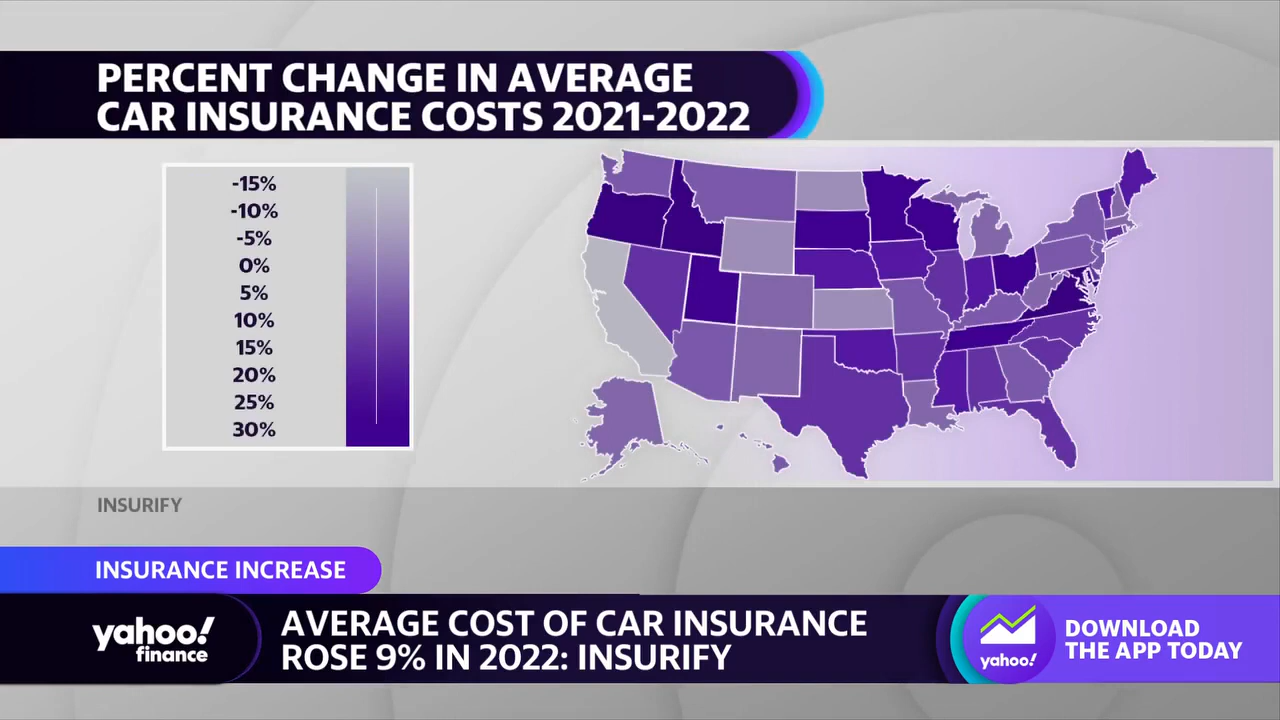 PERCENT CHANGE IN AVERAGE
CAR INSURANCE COSTS 2021-2022
-15%
-10%
-5%
0%
5%
10%
15%
20%
25%
30%
INSURIFY
INSURANCE INCREASE
yahoo!
finance
AVERAGE COST OF CAR INSURANCE
ROSE 9% IN 2022: INSURIFY
yahoo!
DOWNLOAD
THE APP TODAY